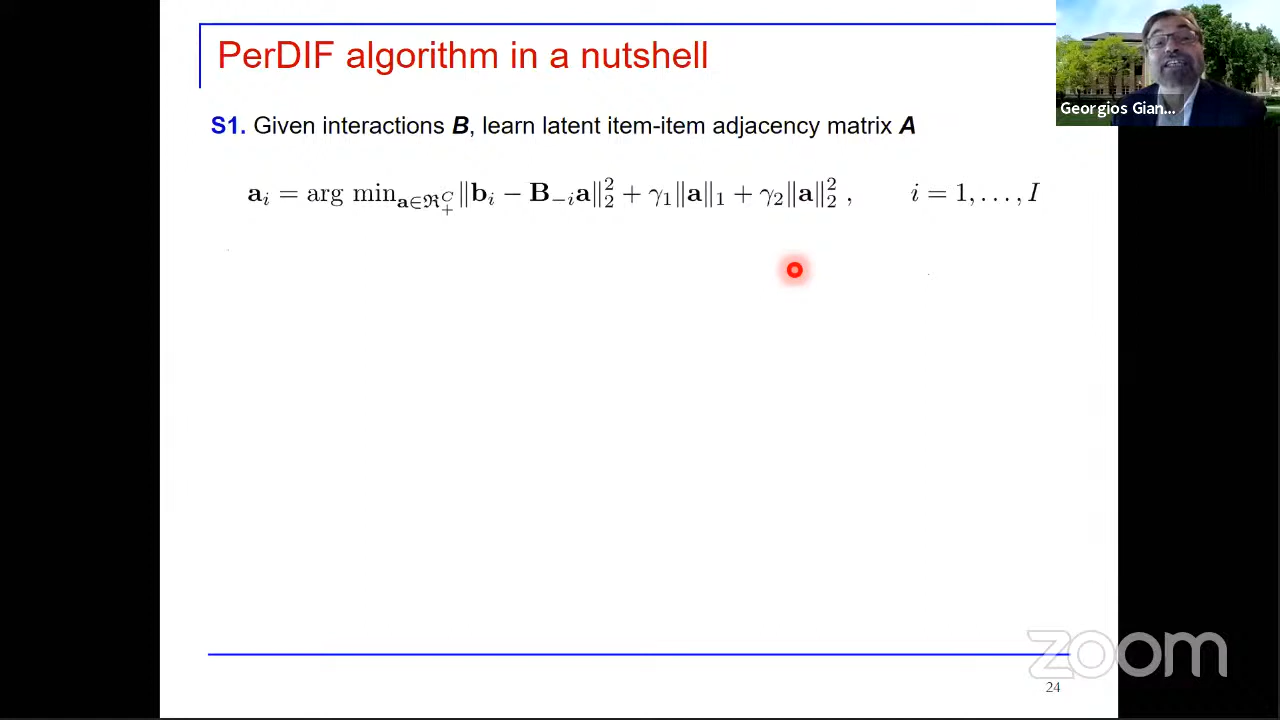 PerDIF algorithm in a nutshell
Georgios Gian...
S1. Given interactions B, learn latent item-item adjacency matrix A
a_i = arg min_{a∈ℜ_+^C} ‖b_i − B_{−i}a‖_2^2 + γ_1‖a‖_1 + γ_2‖a‖_2^2 , i = 1, . . . , I
zoom
24